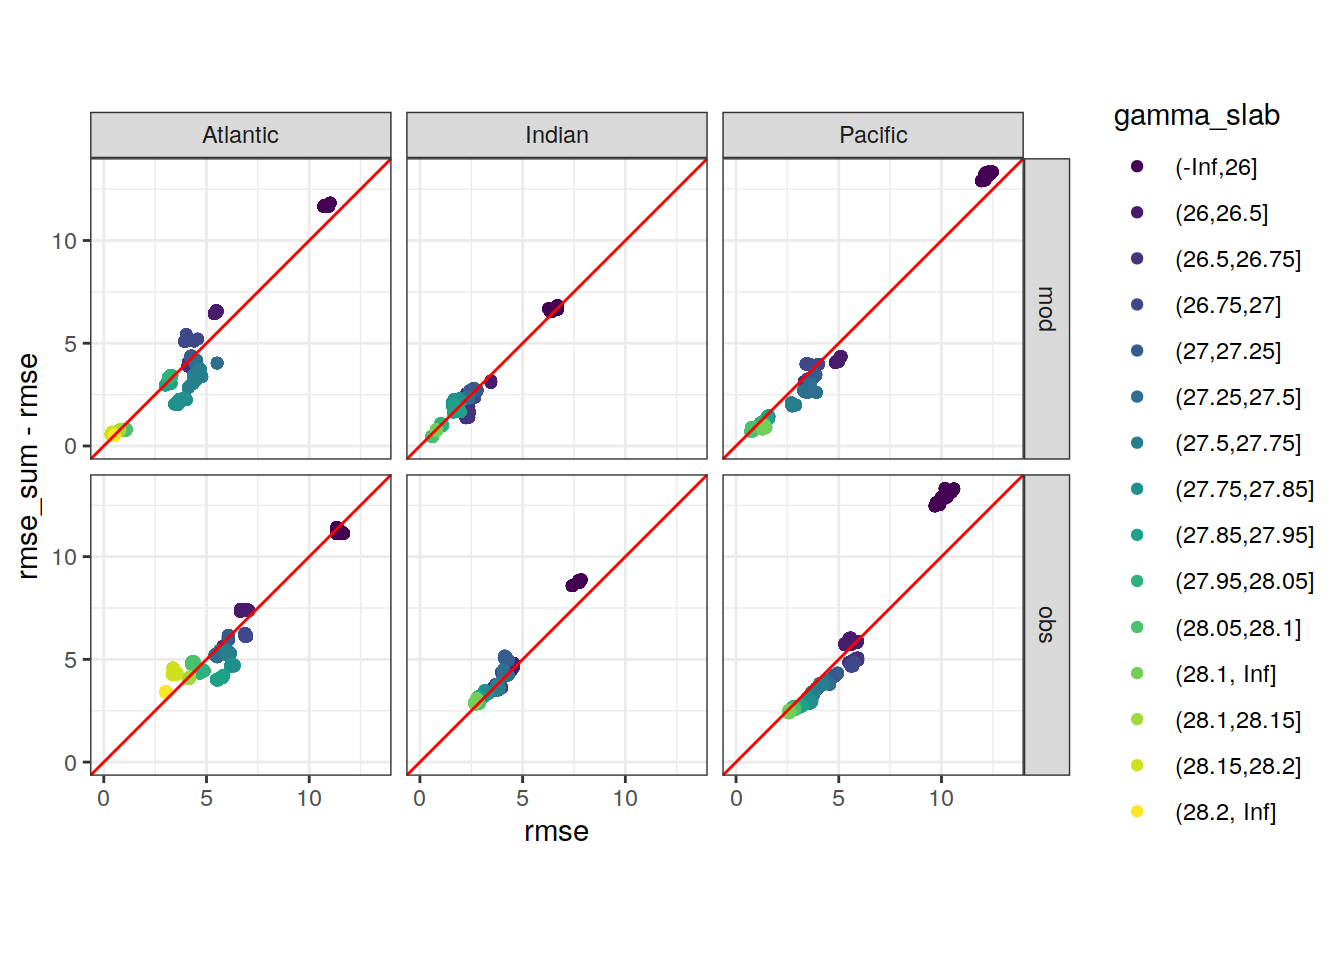 Atlantic
Indian
Pacific
gamma_slab
(-Inf,26]
(26,26.5]
(26.5,26.75]
(26.75,27]
(27,27.25]
(27.25,27.5]
(27.5,27.75]
(27.75,27.85]
(27.85,27.95]
(27.95,28.05]
(28.05,28.1]
(28.1, Inf]
(28.1,28.15]
(28.15,28.2]
(28.2, Inf]
mod
obs
rmse_sum - rmse
10
5
0
10
5
0
0 5 10 0 5 10 0 5 10
rmse